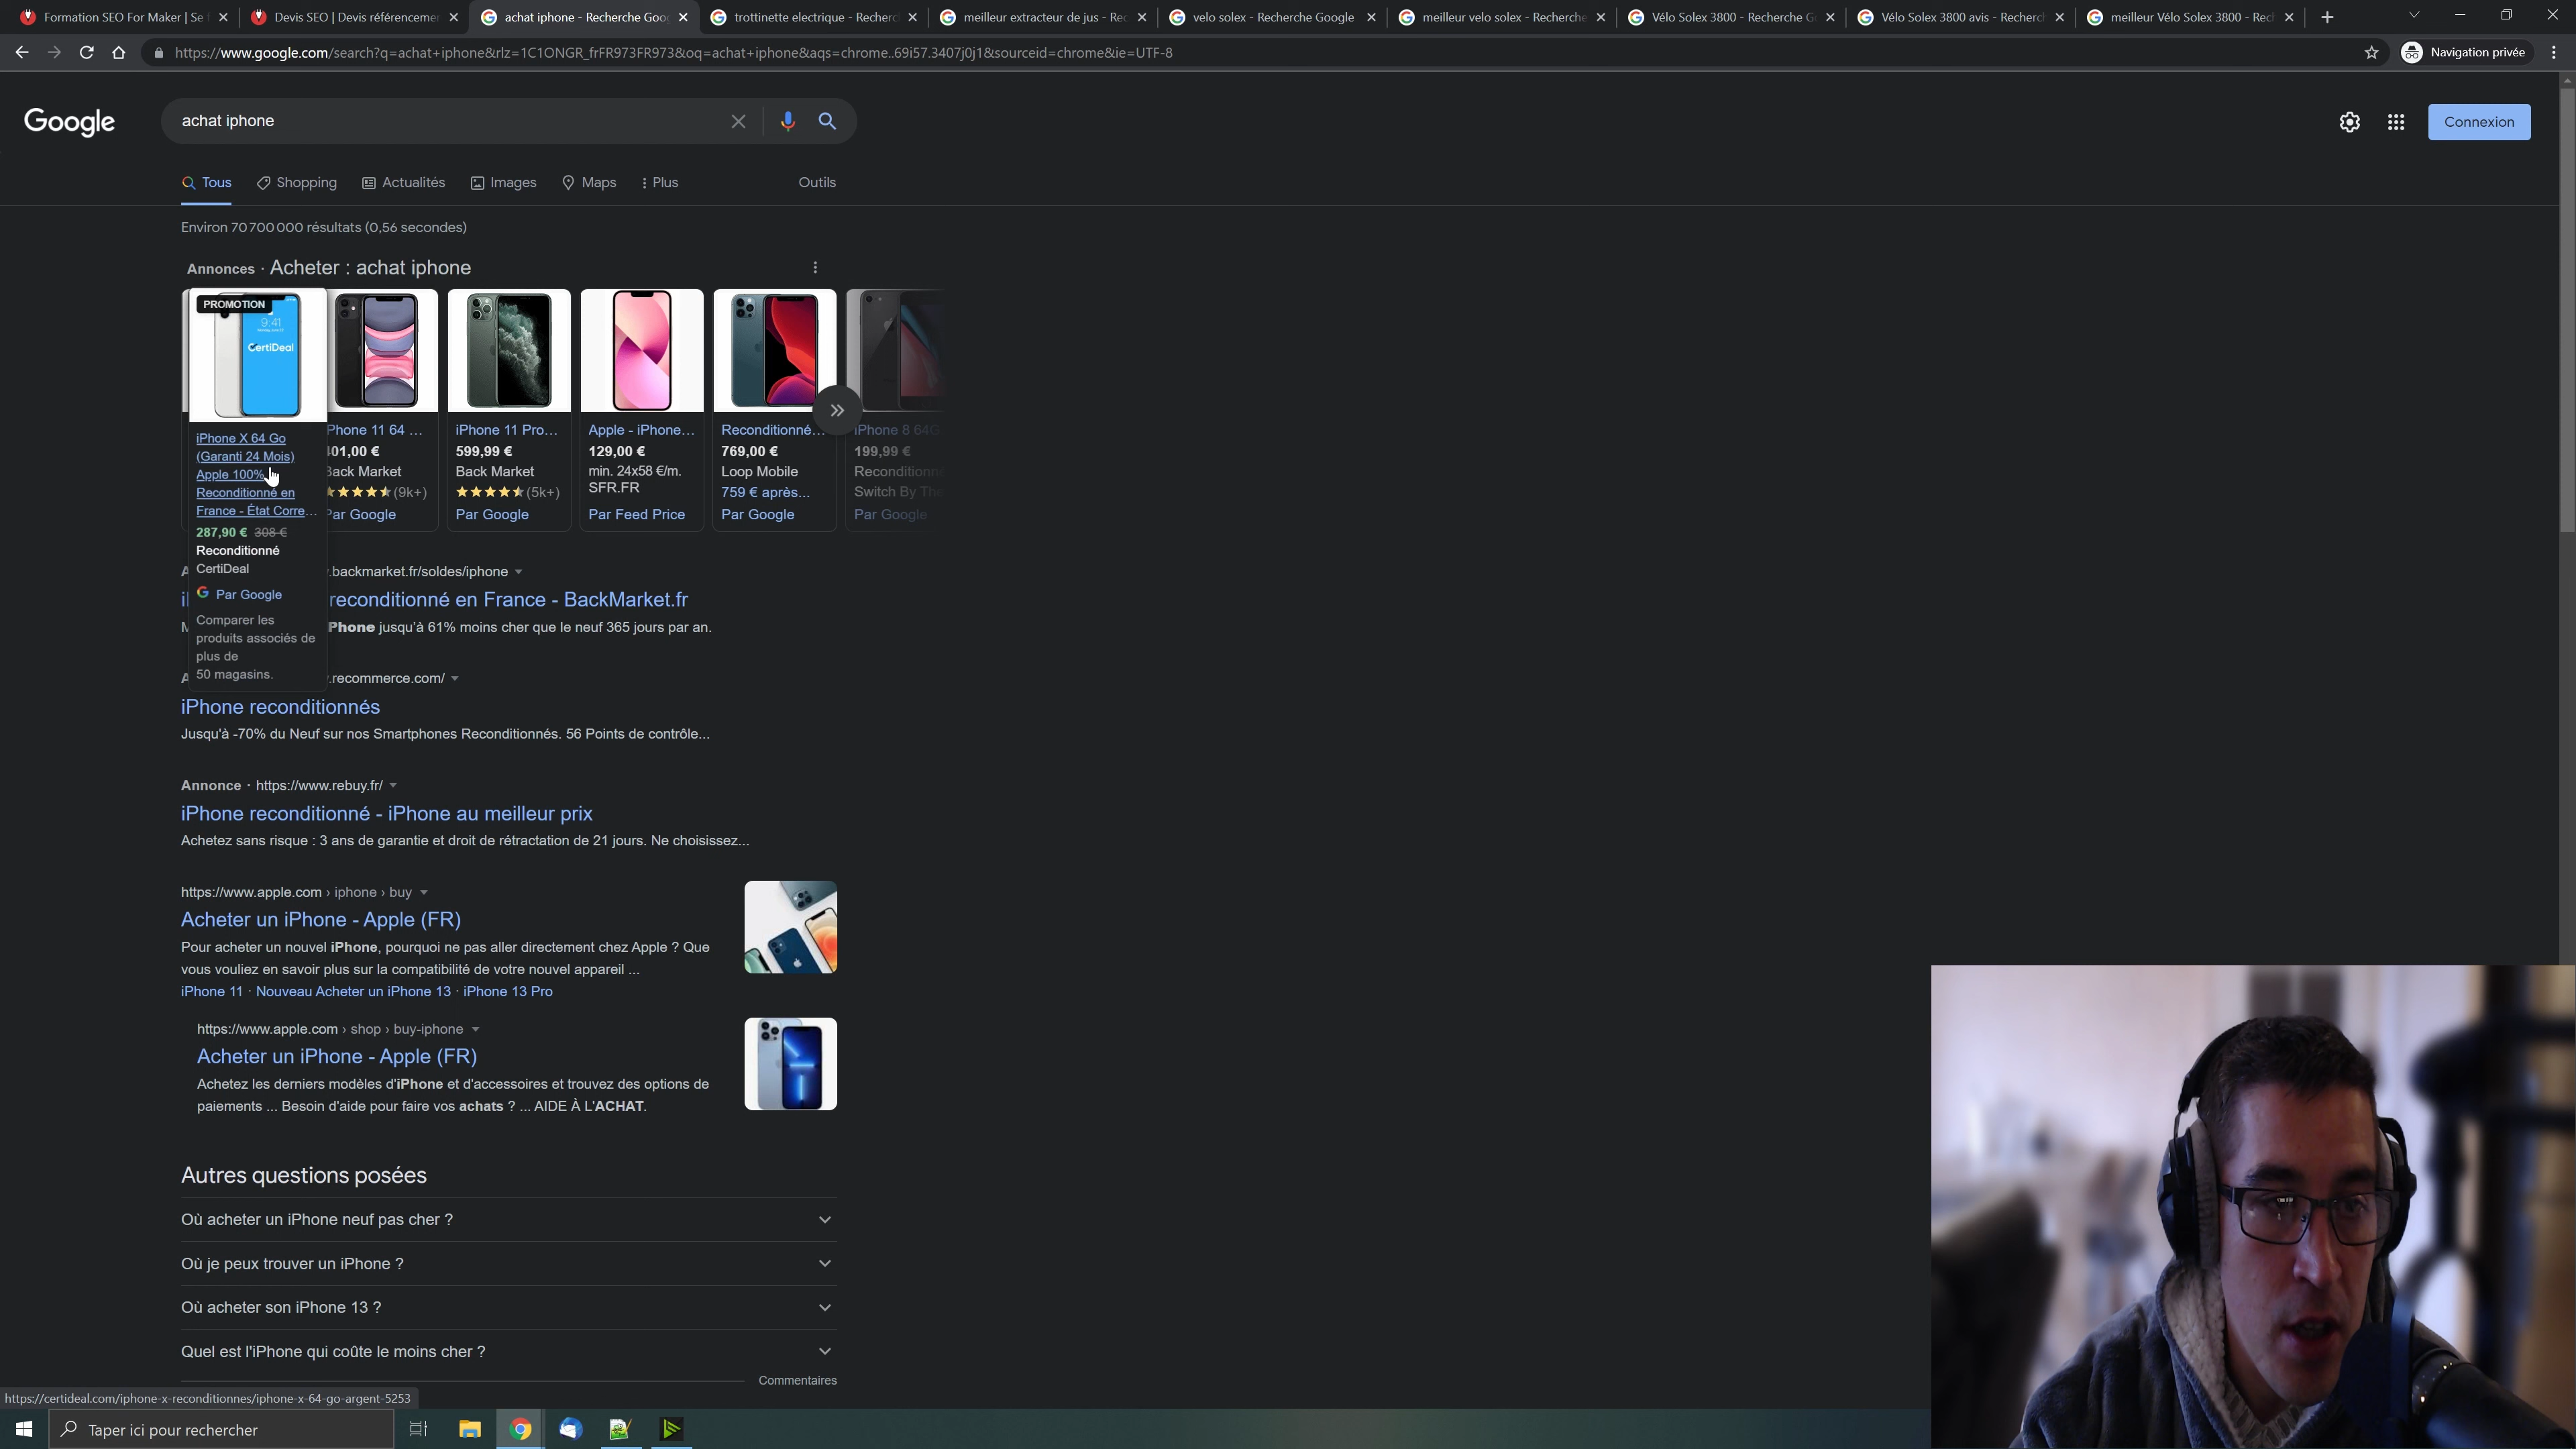 Formation SEO For Maker | Se
Devis SEO | Devis référencemer
achat iphone - Recherche Goo
trottinette electrique - Recherc
meilleur extracteur de jus - Rec
velo solex - Recherche Google
meilleur velo solex - Recherche
Vélo Solex 3800 - Recherche G
Vélo Solex 3800 avis - Recherc
meilleur Vélo Solex 3800 - Rec
https://www.google.com/search?q=achat+iphone&rlz=1C1ONGR_frFR973FR973&oq=achat+iphone&aqs=chrome..69i57.3407j0j1&sourceid=chrome&ie=UTF-8
Navigation privée
Google
achat iphone
Connexion
Tous
Shopping
Actualités
Images
Maps
Plus
Outils
Environ 70 700 000 résultats (0,56 secondes)
Annonces · Acheter : achat iphone
PROMOTION
9:41
CertiDeal
iPhone X 64 Go
(Garanti 24 Mois)
Apple 100%
Reconditionné en
France - État Corre...
287,90 € 308 €
Reconditionné
CertiDeal
Par Google
Comparer les
produits associés de
plus de
50 magasins.
Phone 11 64 ...
401,00 €
Back Market
(9k+)
Par Google
iPhone 11 Pro...
599,99 €
Back Market
(5k+)
Par Google
Apple - iPhone...
129,00 €
min. 24x58 €/m.
SFR.FR
Par Feed Price
Reconditionné...
769,00 €
Loop Mobile
759 € après...
Par Google
iPhone 8 64G
199,99 €
Reconditionn
Switch By The
Par Google
.backmarket.fr/soldes/iphone
reconditionné en France - BackMarket.fr
Phone jusqu'à 61% moins cher que le neuf 365 jours par an.
.recommerce.com/
iPhone reconditionnés
Jusqu'à -70% du Neuf sur nos Smartphones Reconditionnés. 56 Points de contrôle...
Annonce · https://www.rebuy.fr/
iPhone reconditionné - iPhone au meilleur prix
Achetez sans risque : 3 ans de garantie et droit de rétractation de 21 jours. Ne choisissez...
https://www.apple.com › iphone › buy
Acheter un iPhone - Apple (FR)
Pour acheter un nouvel iPhone, pourquoi ne pas aller directement chez Apple ? Que
vous vouliez en savoir plus sur la compatibilité de votre nouvel appareil ...
iPhone 11 · Nouveau Acheter un iPhone 13 · iPhone 13 Pro
https://www.apple.com › shop › buy-iphone
Acheter un iPhone - Apple (FR)
Achetez les derniers modèles d'iPhone et d'accessoires et trouvez des options de
paiements ... Besoin d'aide pour faire vos achats ? ... AIDE À L'ACHAT.
Autres questions posées
Où acheter un iPhone neuf pas cher ?
Où je peux trouver un iPhone ?
Où acheter son iPhone 13 ?
Quel est l'iPhone qui coûte le moins cher ?
Commentaires
https://certideal.com/iphone-x-reconditionnes/iphone-x-64-go-argent-5253
Taper ici pour rechercher